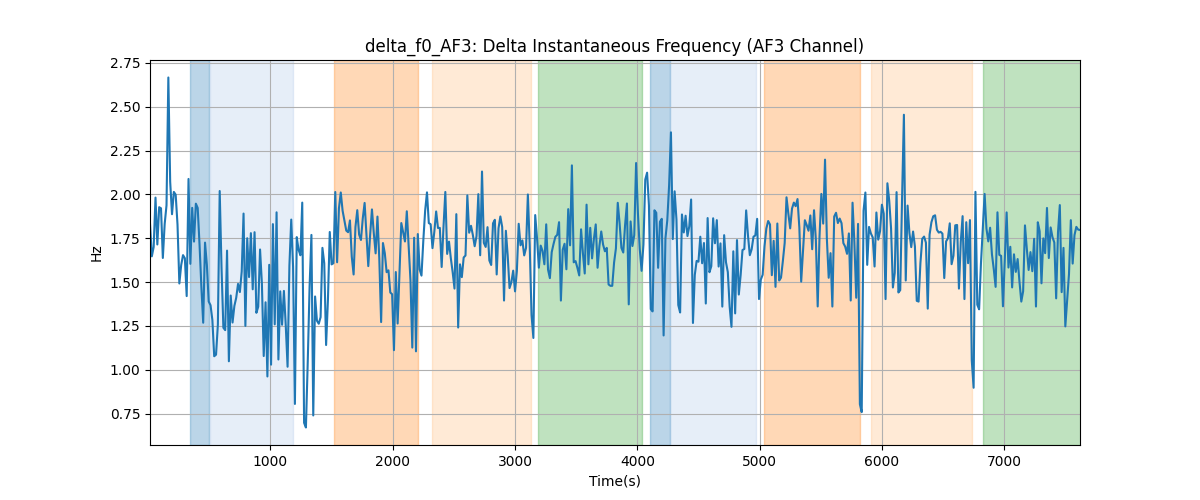 delta_f0_AF3: Delta Instantaneous Frequency (AF3 Channel)
2.75
2.50
2.25
2.00
1.75
1.50
1.25
1.00
0.75
Hz
1000 2000 3000 4000 5000 6000 7000
Time(s)